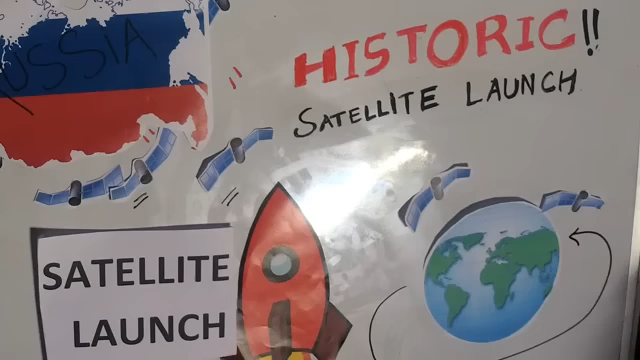 RUSSIA
HISTORIC!!
SATELLITE LAUNCH
SATELLITE
LAUNCH